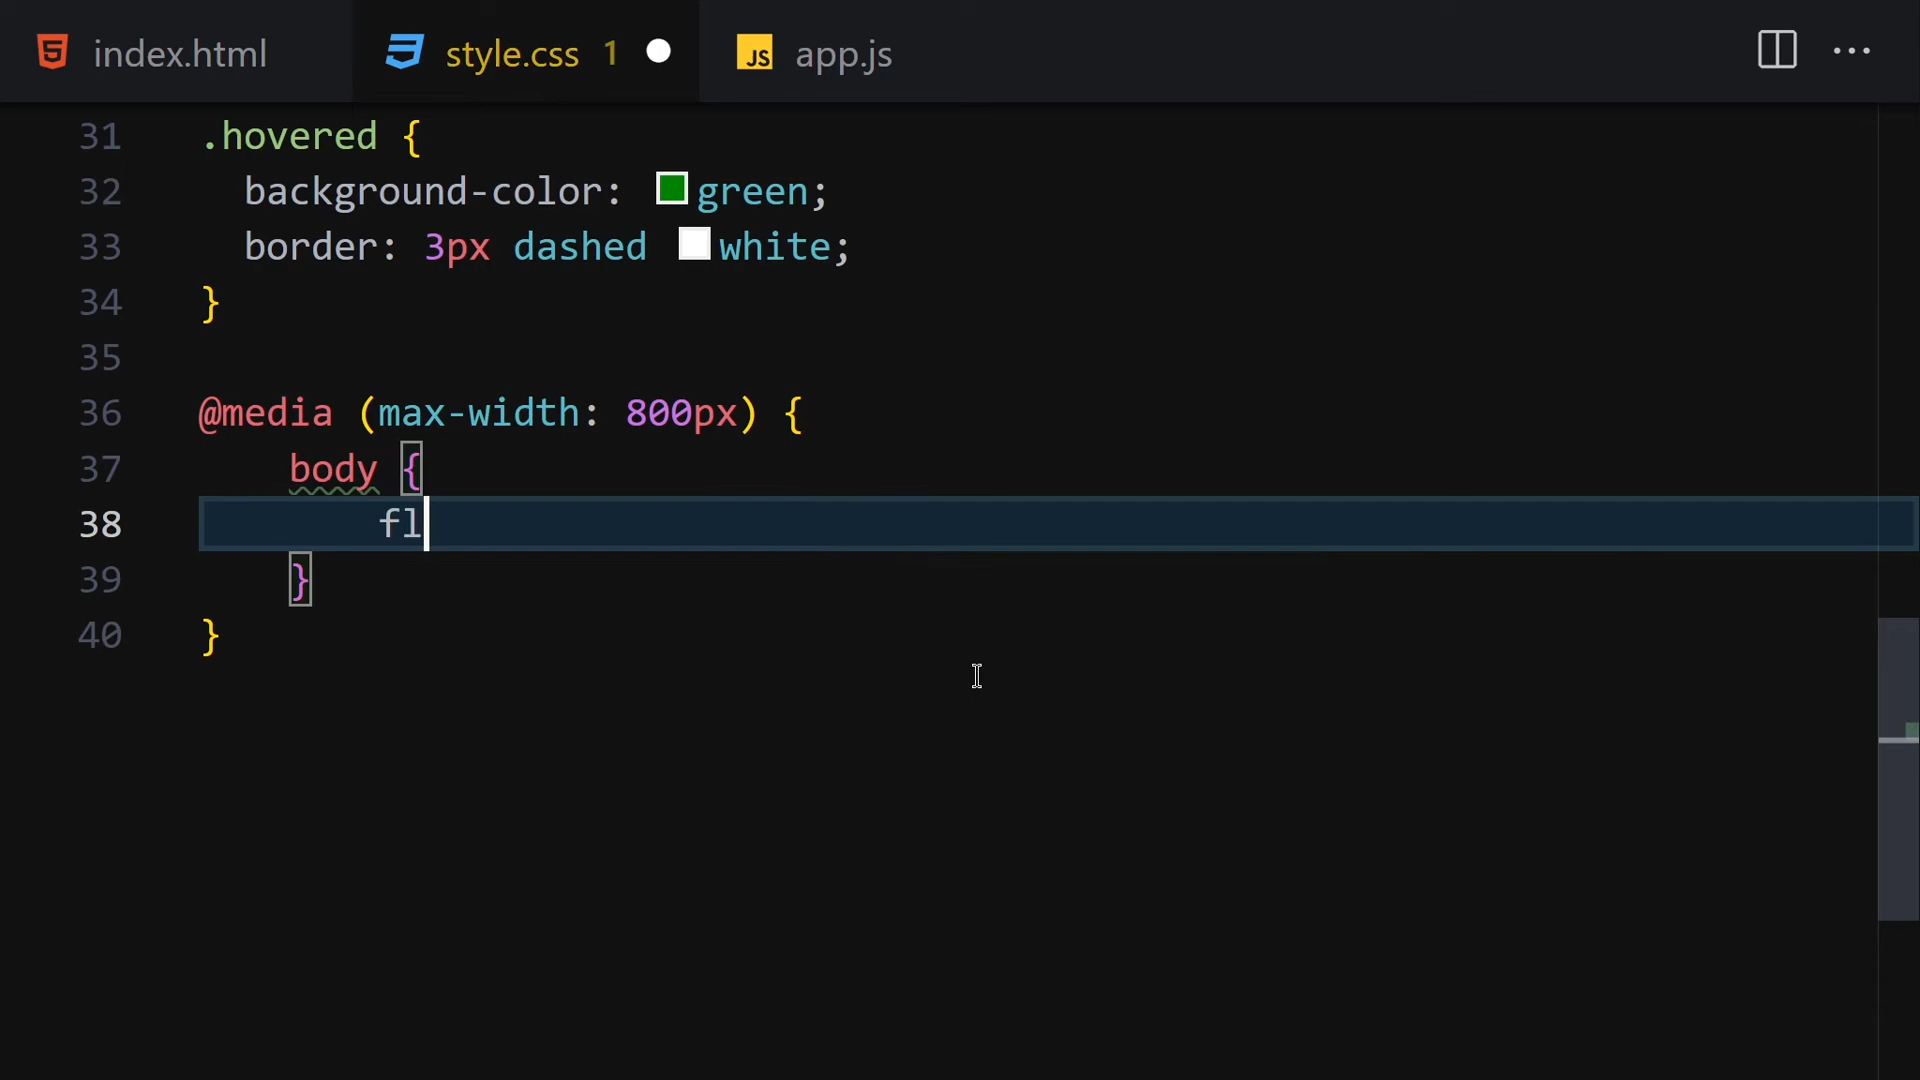 index.html style.css 1 JS app.js
31 .hovered {
32 background-color: green;
33 border: 3px dashed white;
34 }
35
36 @media (max-width: 800px) {
37 body {
38 fl
39 }
40 }